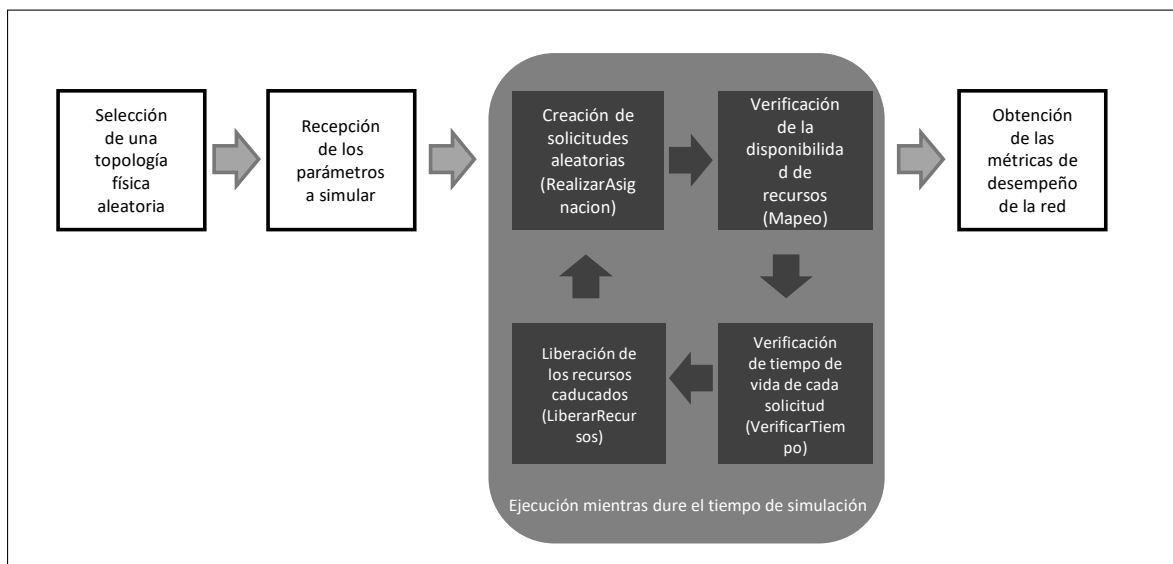 Selección
de una
topología
física
aleatoria
Recepción
de los
parámetros
a simular
Creación de
solicitudes
aleatorias
(RealizarAsig
nacion)
Verificación
de la
disponibilida
d de recursos
(Mapeo)
Verificación
de tiempo de
vida de cada
solicitud
(VerificarTiem
po)
Liberación de
los recursos
caducados
(LiberarRecur
sos)
Ejecución mientras dure el tiempo de simulación
Obtención
de las
métricas de
desempeño
de la red